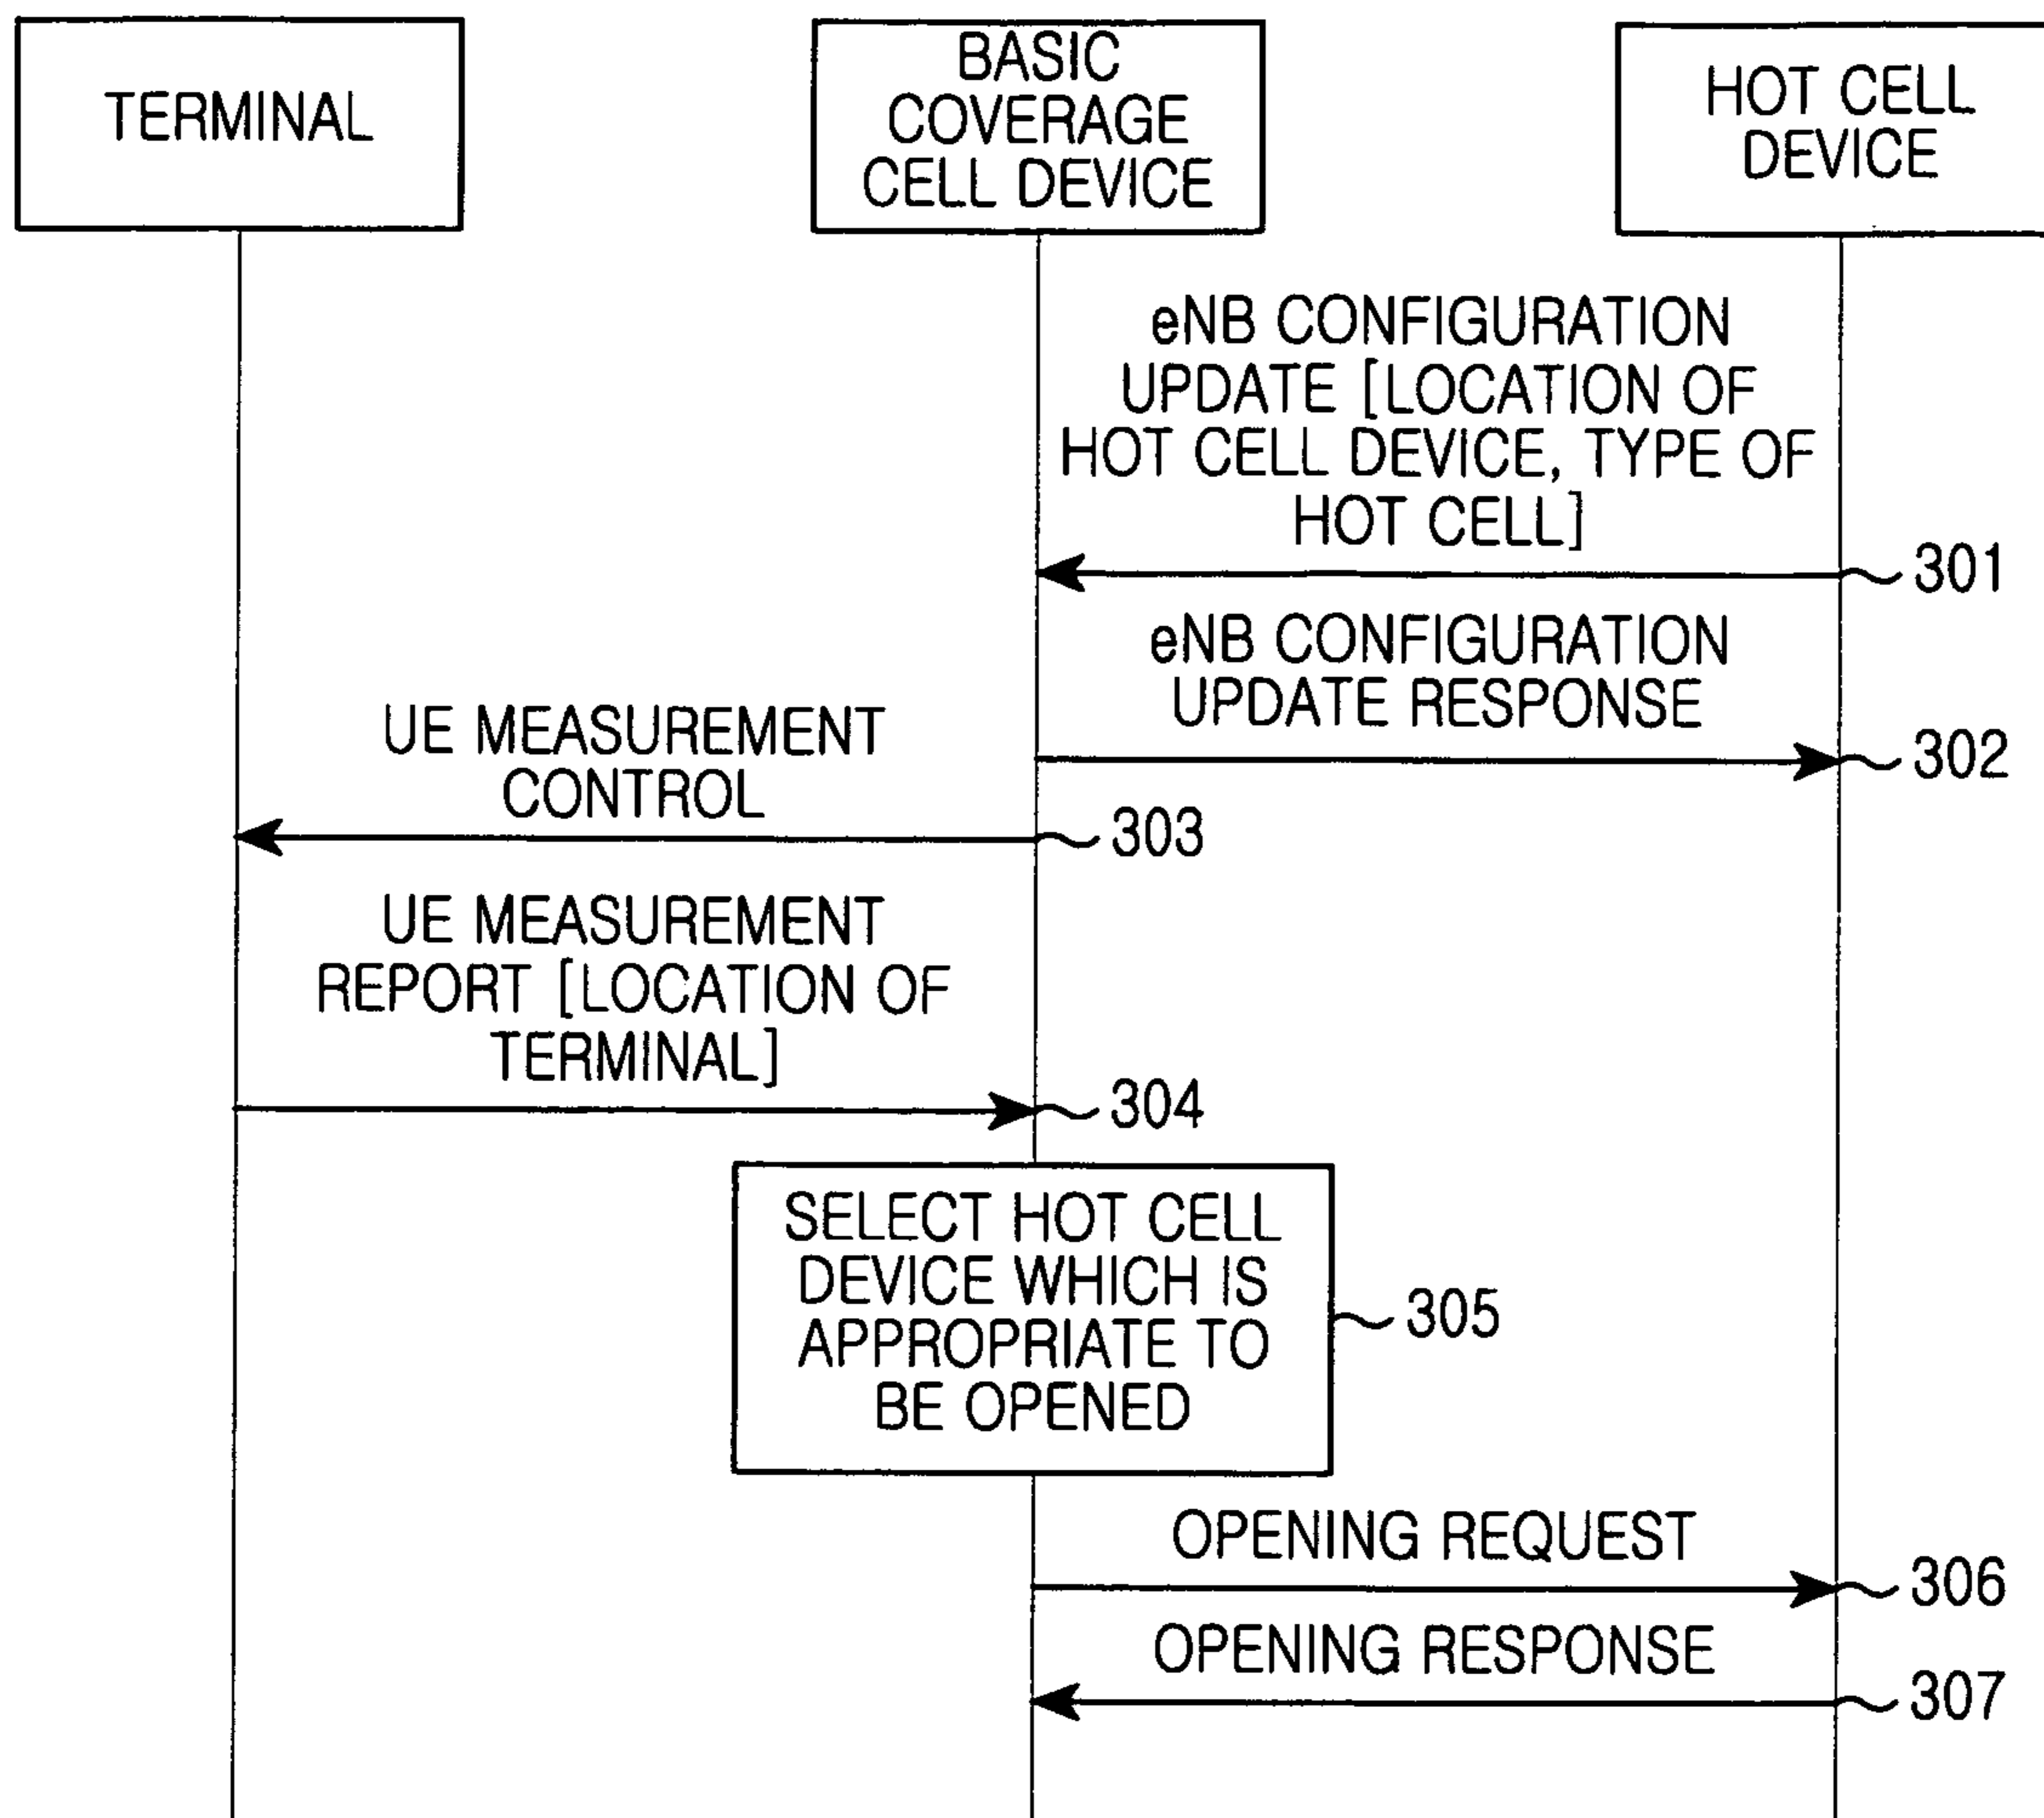 TERMINAL
BASIC
COVERAGE
CELL DEVICE
HOT CELL
DEVICE
eNB CONFIGURATION
UPDATE [LOCATION OF
HOT CELL DEVICE, TYPE OF
HOT CELL]
301
eNB CONFIGURATION
UPDATE RESPONSE
302
UE MEASUREMENT
CONTROL
303
UE MEASUREMENT
REPORT [LOCATION OF
TERMINAL]
304
SELECT HOT CELL
DEVICE WHICH IS
APPROPRIATE TO
BE OPENED
305
OPENING REQUEST
306
OPENING RESPONSE
307